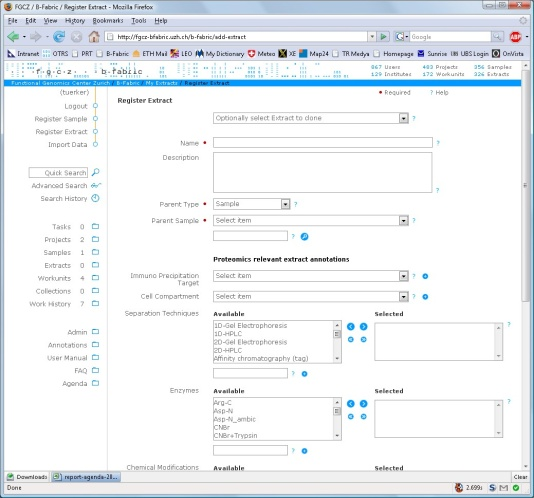 FGCZ / B-Fabric / Register Extract - Mozilla Firefox
File Edit View History Bookmarks Tools Help
http://fgcz-bfabric.uzh.ch/b-fabric/add-extract
Google
Intranet OTRS PRT B-Fabric ETH Mail LEO My Dictionary Meteo XE Map24 TR Medya Computage Sunrise UBS Login OnVista
f·g·c·z b·fabric
867 Users 483 Projects 356 Samples
129 Institutes 172 Workunits 326 Extracts
Functional Genomics Center Zurich / B-Fabric / My Extracts / Register Extract
(tuerker)
Logout
Register Sample
Register Extract
Import Data
Quick Search
Advanced Search
Search History
Tasks 0
Projects 2
Samples 1
Extracts 0
Workunits 4
Collections 0
Work History 7
Admin
Annotations
User Manual
FAQ
Agenda
Required ? Help
Register Extract
Optionally select Extract to clone ?
Name ?
Description ?
Parent Type Sample ?
Parent Sample Select item ?
?
Proteomics relevant extract annotations
Immuno Precipitation Target Select item ?
Cell Compartment Select item ?
Separation Techniques Available Selected
1D-Gel Electrophoresis
1D-HPLC
2D-Gel Electrophoresis
2D-HPLC
Affinity chromatography (tag)
?
?
Enzymes Available Selected
Arg-C
Asp-N
Asp-N_ambic
CNBr
CNBr+Trypsin
?
?
Chemical Modifications Available Selected
Downloads report-agenda-28... Clear
Done 2.699s